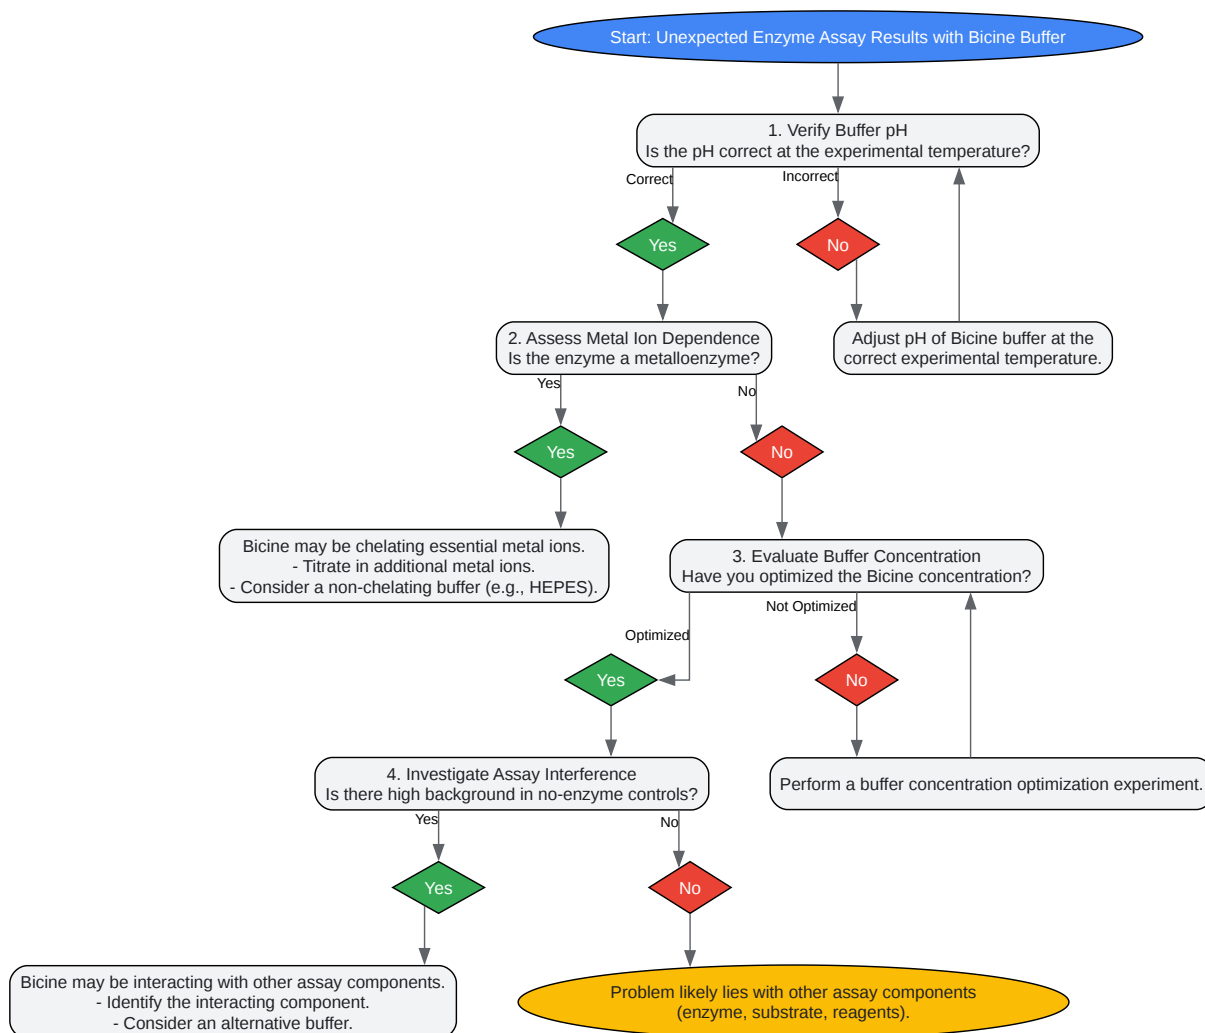 Start: Unexpected Enzyme Assay Results with Bicine Buffer
1. Verify Buffer pH
Is the pH correct at the experimental temperature?
Correct
Incorrect
Yes
No
2. Assess Metal Ion Dependence
Is the enzyme a metalloenzyme?
Adjust pH of Bicine buffer at the
correct experimental temperature.
Yes
No
Yes
No
Bicine may be chelating essential metal ions.
- Titrate in additional metal ions.
- Consider a non-chelating buffer (e.g., HEPES).
3. Evaluate Buffer Concentration
Have you optimized the Bicine concentration?
Optimized
Not Optimized
Yes
No
4. Investigate Assay Interference
Is there high background in no-enzyme controls?
Perform a buffer concentration optimization experiment.
Yes
No
Yes
No
Bicine may be interacting with other assay components.
- Identify the interacting component.
- Consider an alternative buffer.
Problem likely lies with other assay components
(enzyme, substrate, reagents).